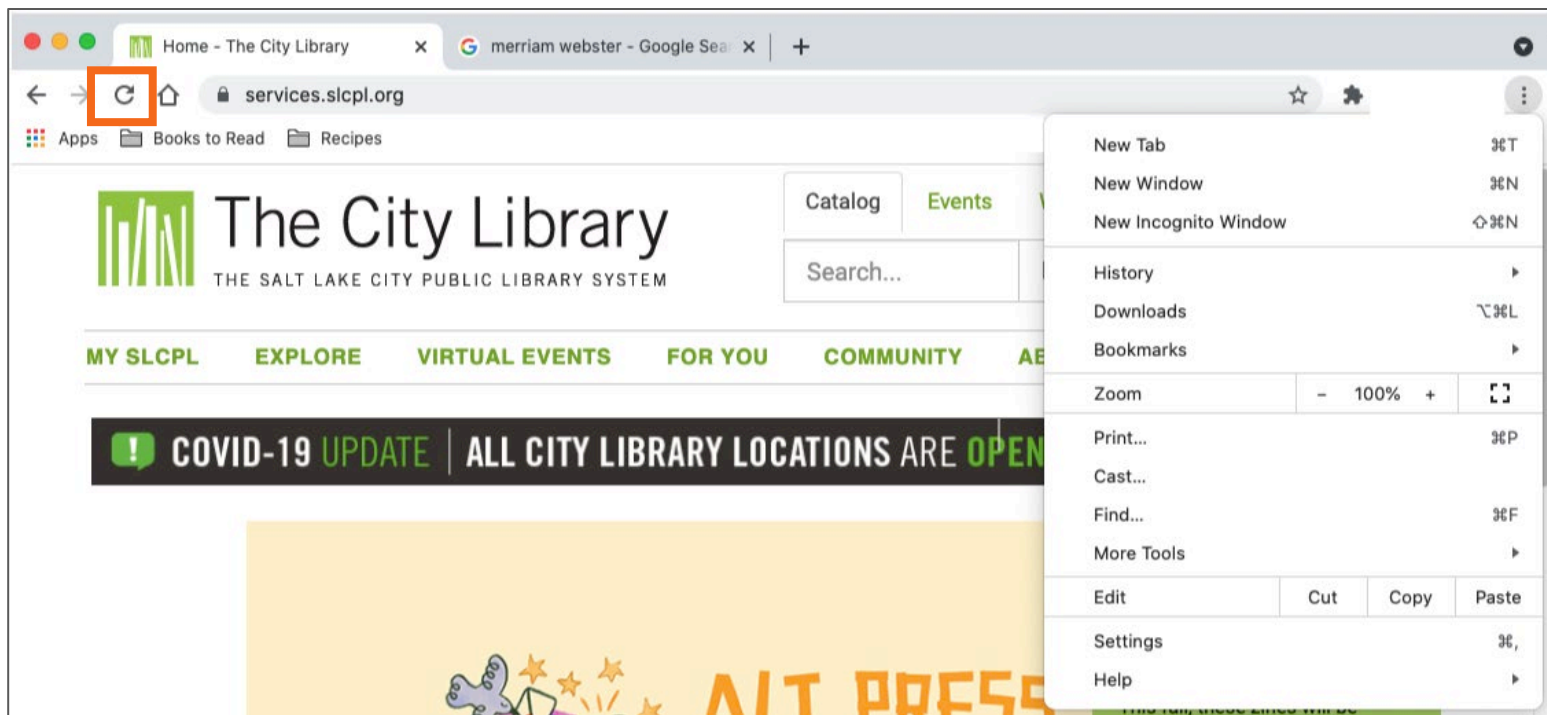 Home - The City Library
merriam webster - Google Sea
services.slcpl.org
Apps Books to Read Recipes
The City Library
THE SALT LAKE CITY PUBLIC LIBRARY SYSTEM
Catalog Events
Search...
MY SLCPL EXPLORE VIRTUAL EVENTS FOR YOU COMMUNITY
COVID-19 UPDATE | ALL CITY LIBRARY LOCATIONS ARE OPEN
ALT PRESS
New Tab ⌘T
New Window ⌘N
New Incognito Window ⇧⌘N
History
Downloads ⌥⌘L
Bookmarks
Zoom - 100% +
Print... ⌘P
Cast...
Find... ⌘F
More Tools
Edit Cut Copy Paste
Settings ⌘,
Help